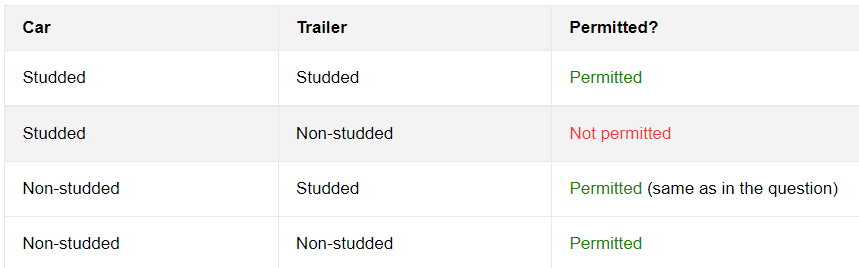 Car Trailer Permitted?
Studded Studded Permitted
Studded Non-studded Not permitted
Non-studded Studded Permitted (same as in the question)
Non-studded Non-studded Permitted